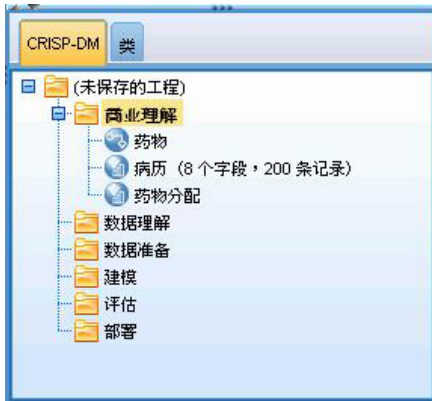 CRISP-DM 类
(未保存的工程)
商业理解
药物
病历 (8 个字段，200 条记录)
药物分配
数据理解
数据准备
建模
评估
部署